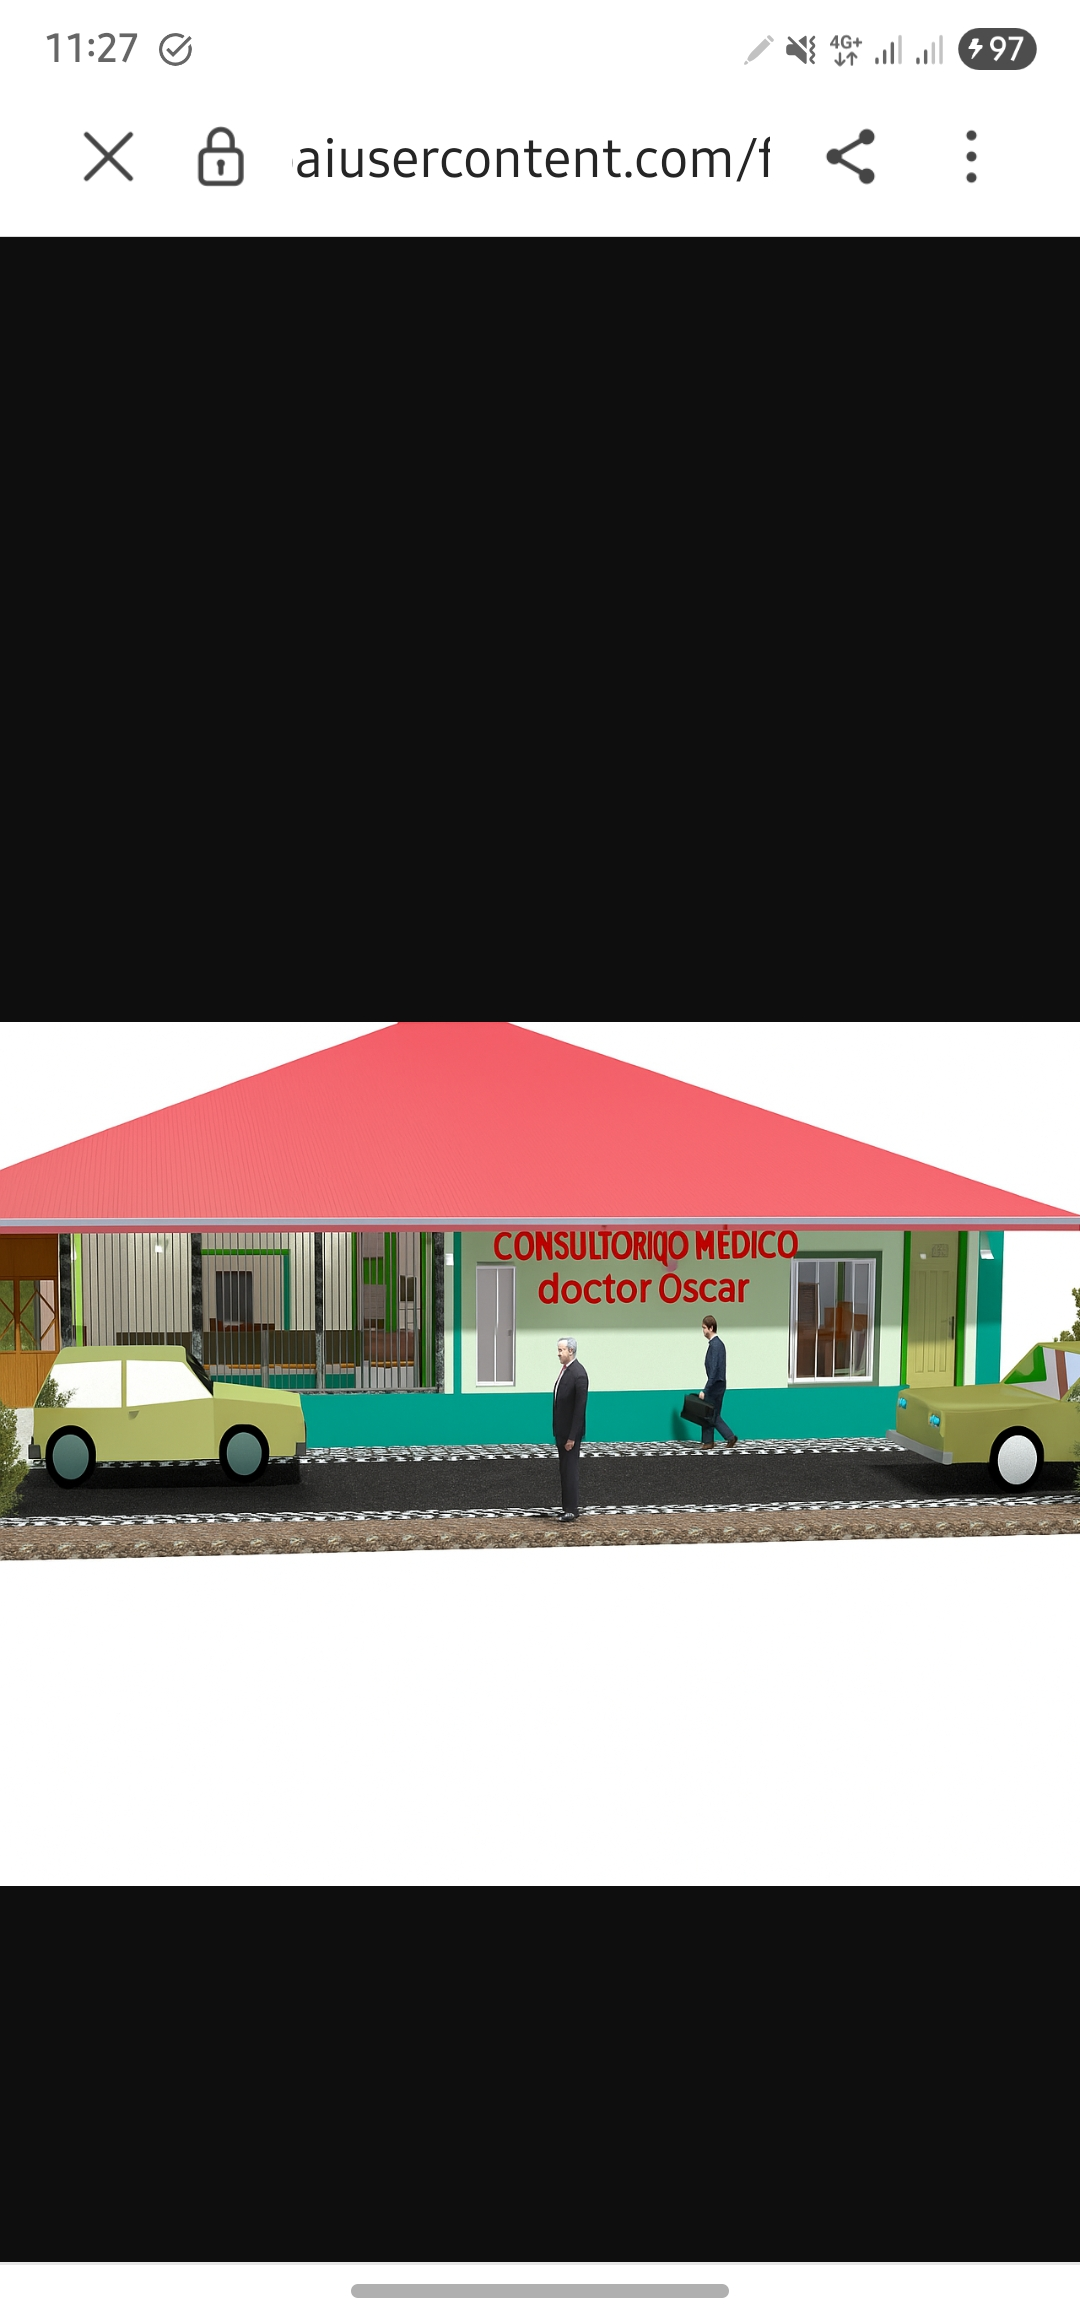 11:27
4G+
97
aiusercontent.com/f
CONSULTORIQO MÉDICO
doctor Oscar